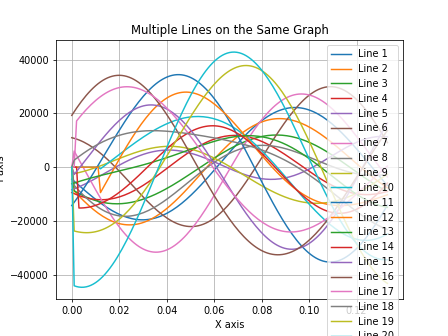 Multiple Lines on the Same Graph
40000
20000
0
−20000
−40000
0.00
0.02
0.04
0.06
0.08
0.10
X axis
Line 1
Line 2
Line 3
Line 4
Line 5
Line 6
Line 7
Line 8
Line 9
Line 10
Line 11
Line 12
Line 13
Line 14
Line 15
Line 16
Line 17
Line 18
Line 19
Line 20